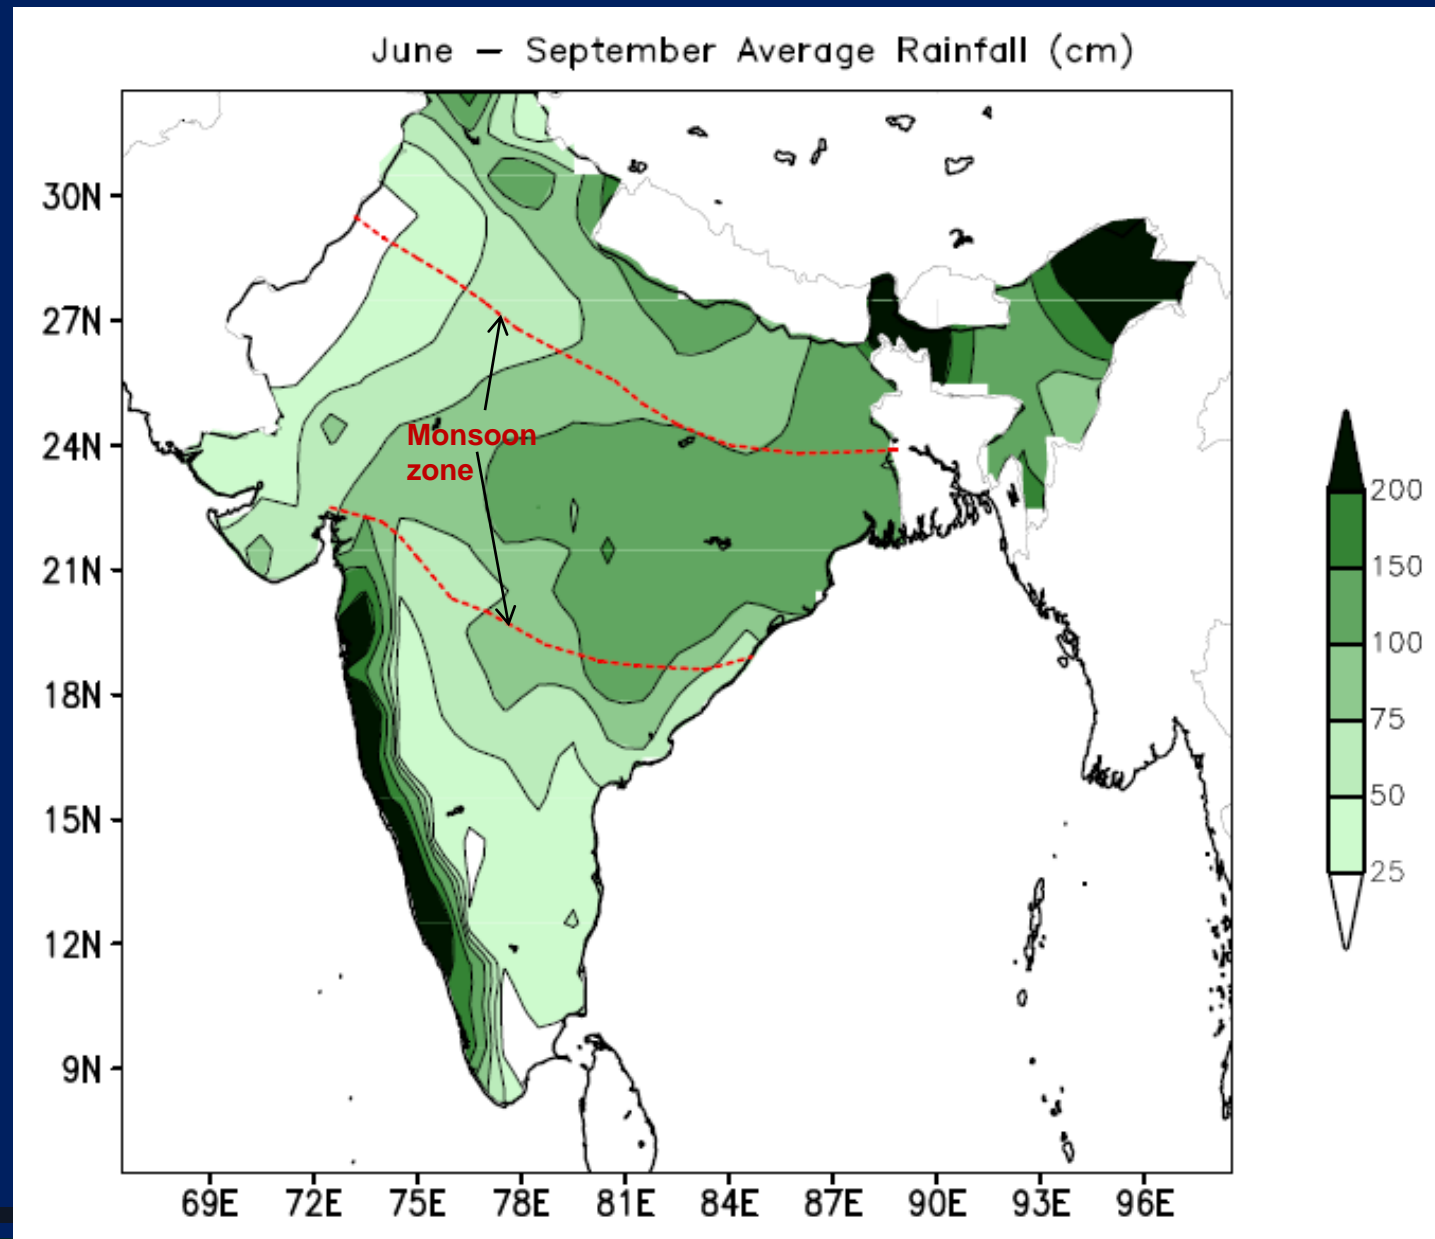 June – September Average Rainfall (cm)
30N
27N
24N
21N
18N
15N
12N
9N
Monsoon
zone
200
150
100
75
50
25
69E 72E 75E 78E 81E 84E 87E 90E 93E 96E